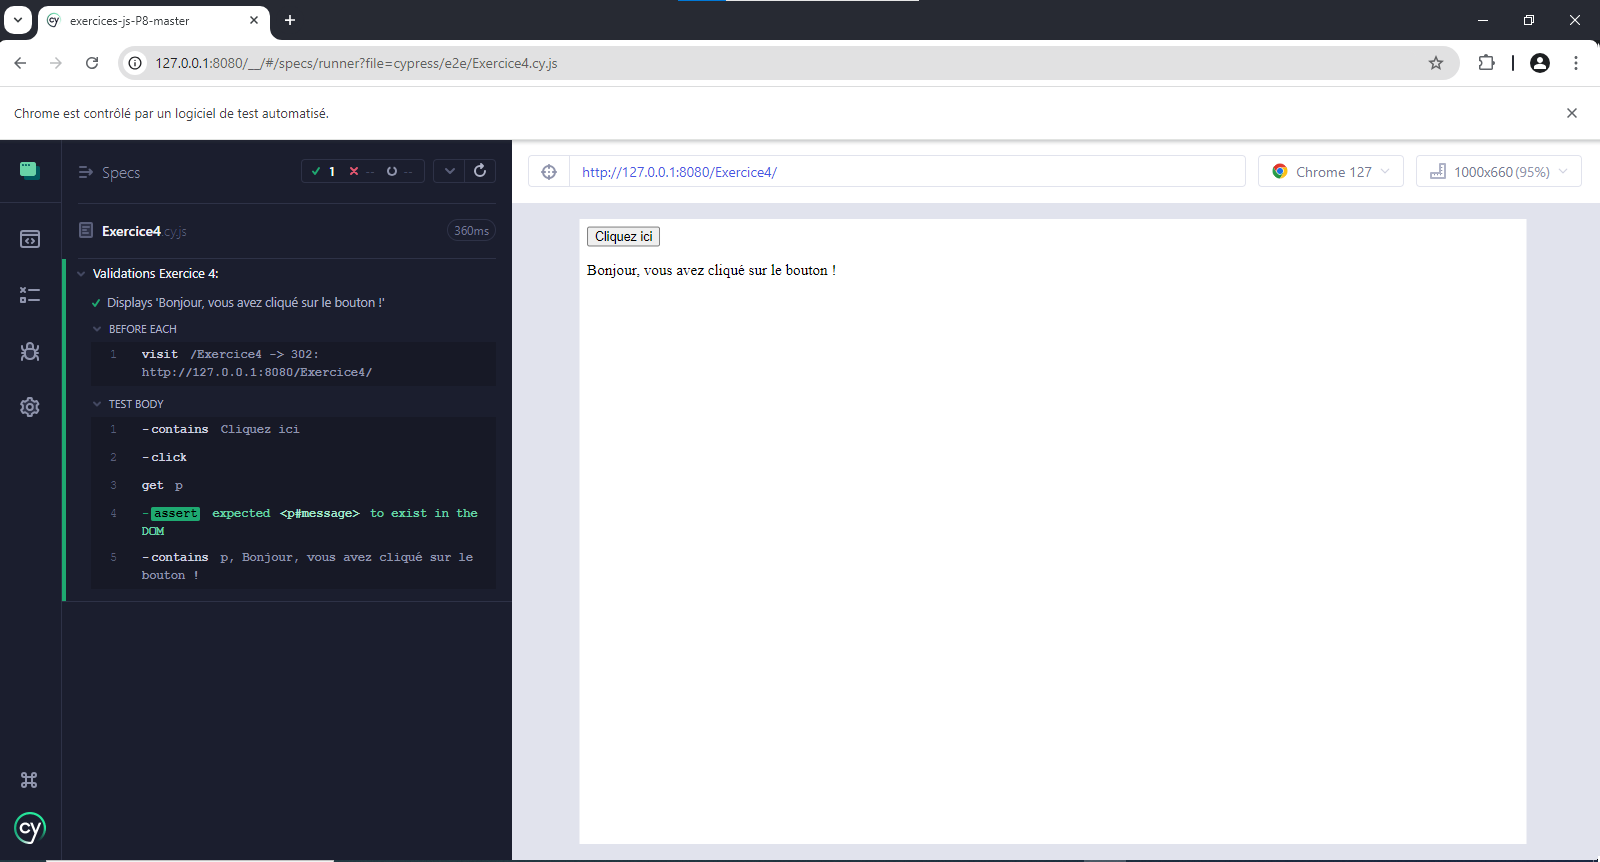 exercices-js-P8-master
127.0.0.1:8080/__/#/specs/runner?file=cypress/e2e/Exercice4.cy.js
Chrome est contrôlé par un logiciel de test automatisé.
Specs
1 -- --
http://127.0.0.1:8080/Exercice4/
Chrome 127
1000x660 (95%)
Exercice4.cy.js
360ms
Validations Exercice 4:
Displays 'Bonjour, vous avez cliqué sur le bouton !'
BEFORE EACH
1 visit /Exercice4 -> 302:
http://127.0.0.1:8080/Exercice4/
TEST BODY
1 -contains Cliquez ici
2 -click
3 get p
4 -assert expected <p#message> to exist in the
DOM
5 -contains p, Bonjour, vous avez cliqué sur le
bouton !
cy
Cliquez ici
Bonjour, vous avez cliqué sur le bouton !